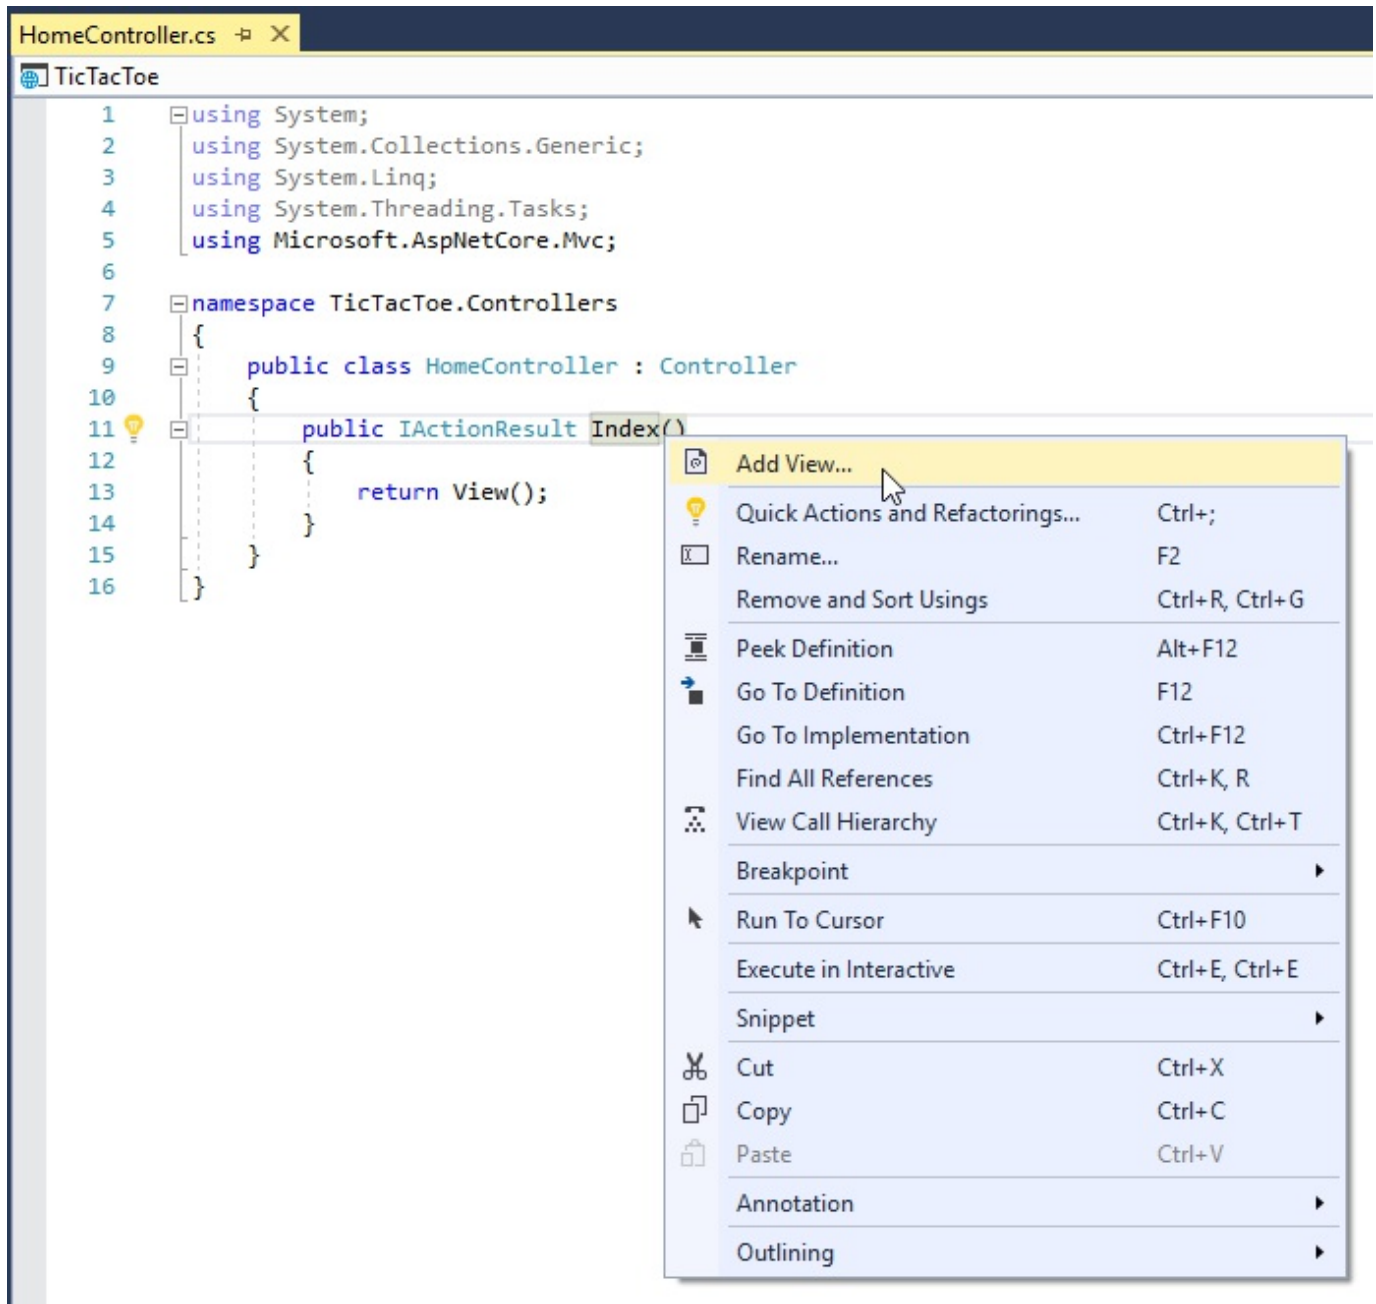 HomeController.cs
TicTacToe
1 using System;
2 using System.Collections.Generic;
3 using System.Linq;
4 using System.Threading.Tasks;
5 using Microsoft.AspNetCore.Mvc;
6
7 namespace TicTacToe.Controllers
8 {
9 public class HomeController : Controller
10 {
11 public IActionResult Index()
12 {
13 return View();
14 }
15 }
16 }
Add View...
Quick Actions and Refactorings... Ctrl+;
Rename... F2
Remove and Sort Usings Ctrl+R, Ctrl+G
Peek Definition Alt+F12
Go To Definition F12
Go To Implementation Ctrl+F12
Find All References Ctrl+K, R
View Call Hierarchy Ctrl+K, Ctrl+T
Breakpoint
Run To Cursor Ctrl+F10
Execute in Interactive Ctrl+E, Ctrl+E
Snippet
Cut Ctrl+X
Copy Ctrl+C
Paste Ctrl+V
Annotation
Outlining